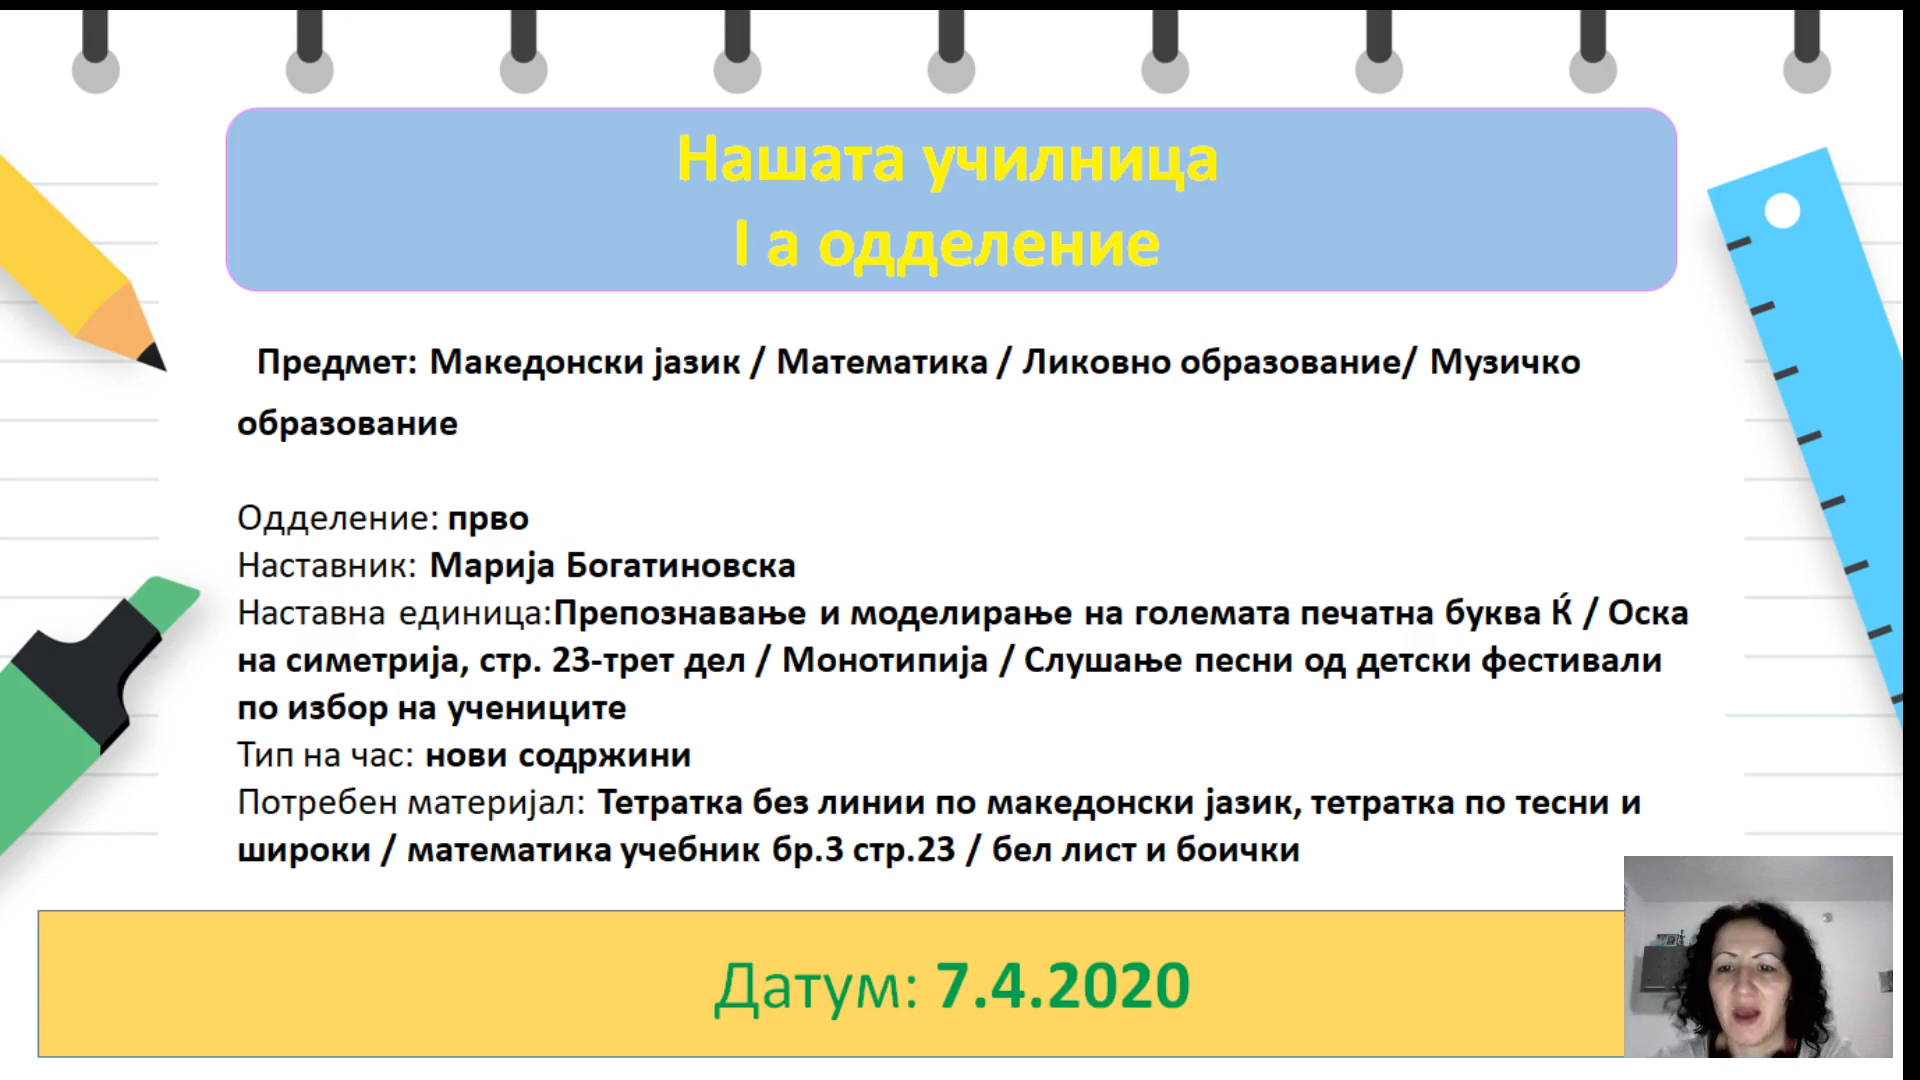 Нашата училница
I а одделение
Предмет: Македонски јазик / Математика / Ликовно образование/ Музичко
образование
Одделение: прво
Наставник: Марија Богатиновска
Наставна единица:Препознавање и моделирање на големата печатна буква Ќ / Оска
на симетрија, стр. 23-трет дел / Монотипија / Слушање песни од детски фестивали
по избор на учениците
Тип на час: нови содржини
Потребен материјал: Тетратка без линии по македонски јазик, тетратка по тесни и
широки / математика учебник бр.3 стр.23 / бел лист и боички
Датум: 7.4.2020